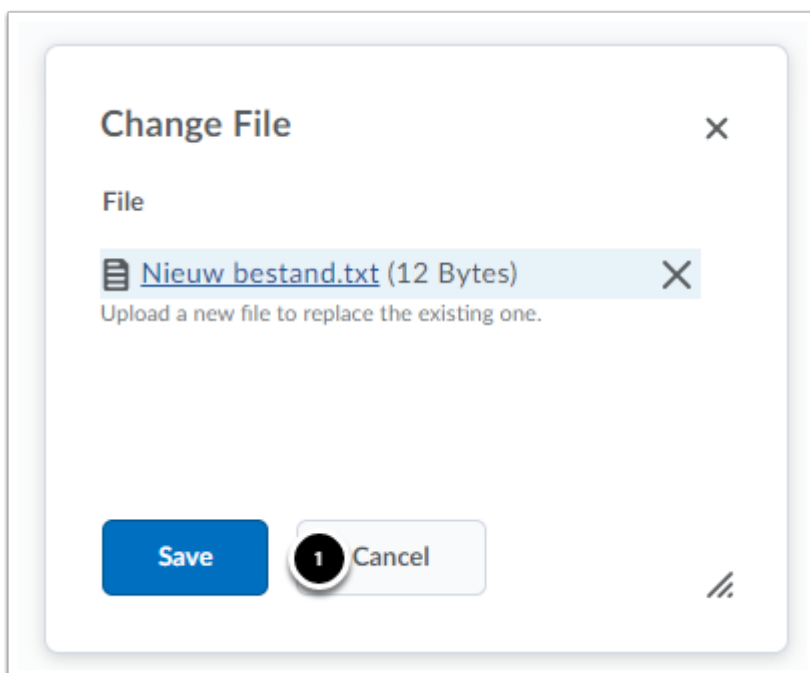 Change File
File
Nieuw bestand.txt (12 Bytes)
Upload a new file to replace the existing one.
Save 1 Cancel